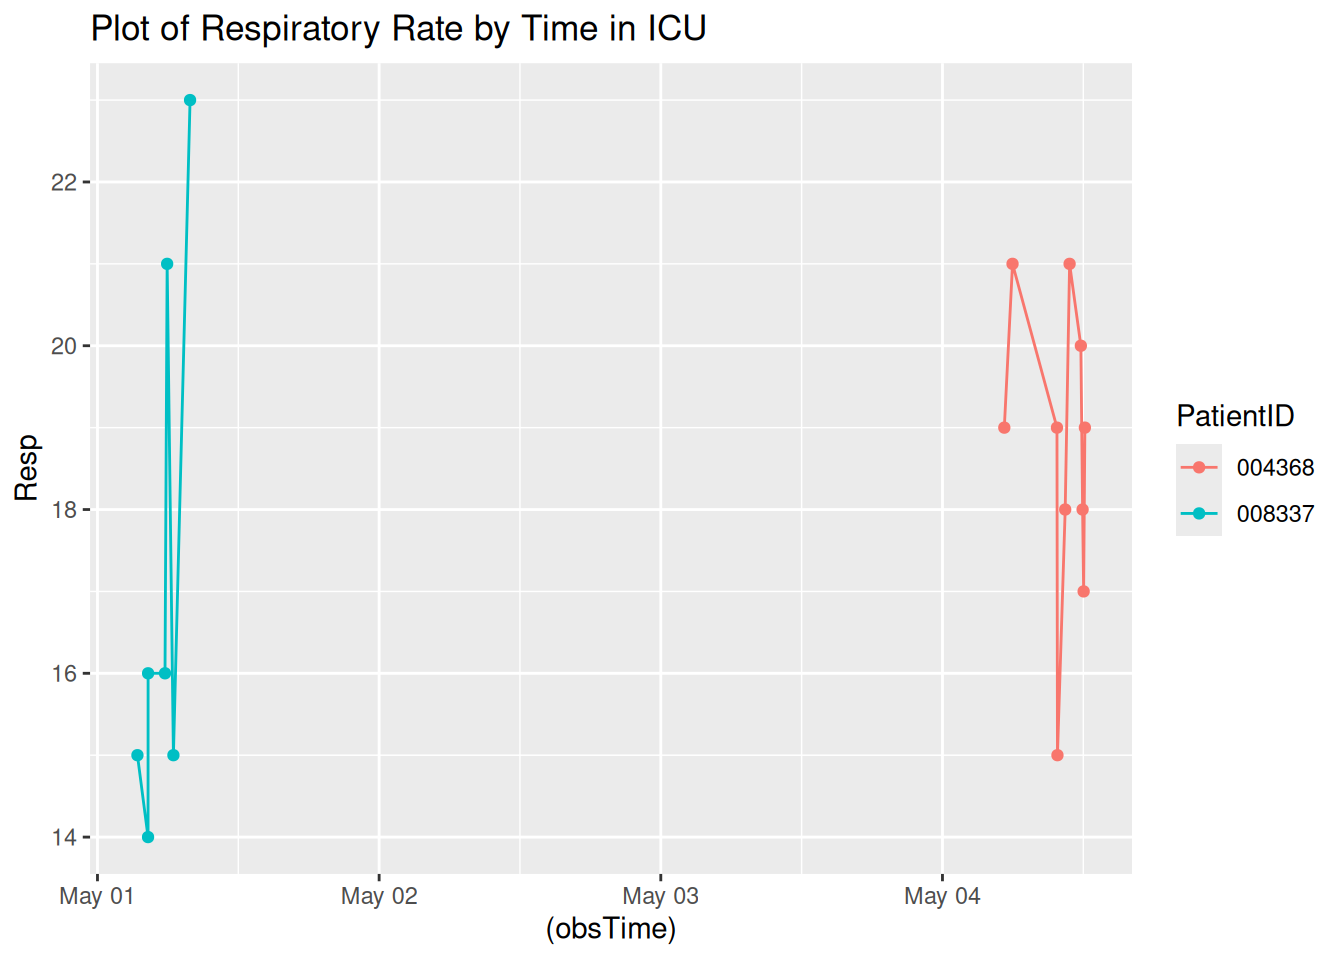 Plot of Respiratory Rate by Time in ICU
22
20
18
16
14
Resp
May 01
May 02
May 03
May 04
(obsTime)
PatientID
004368
008337